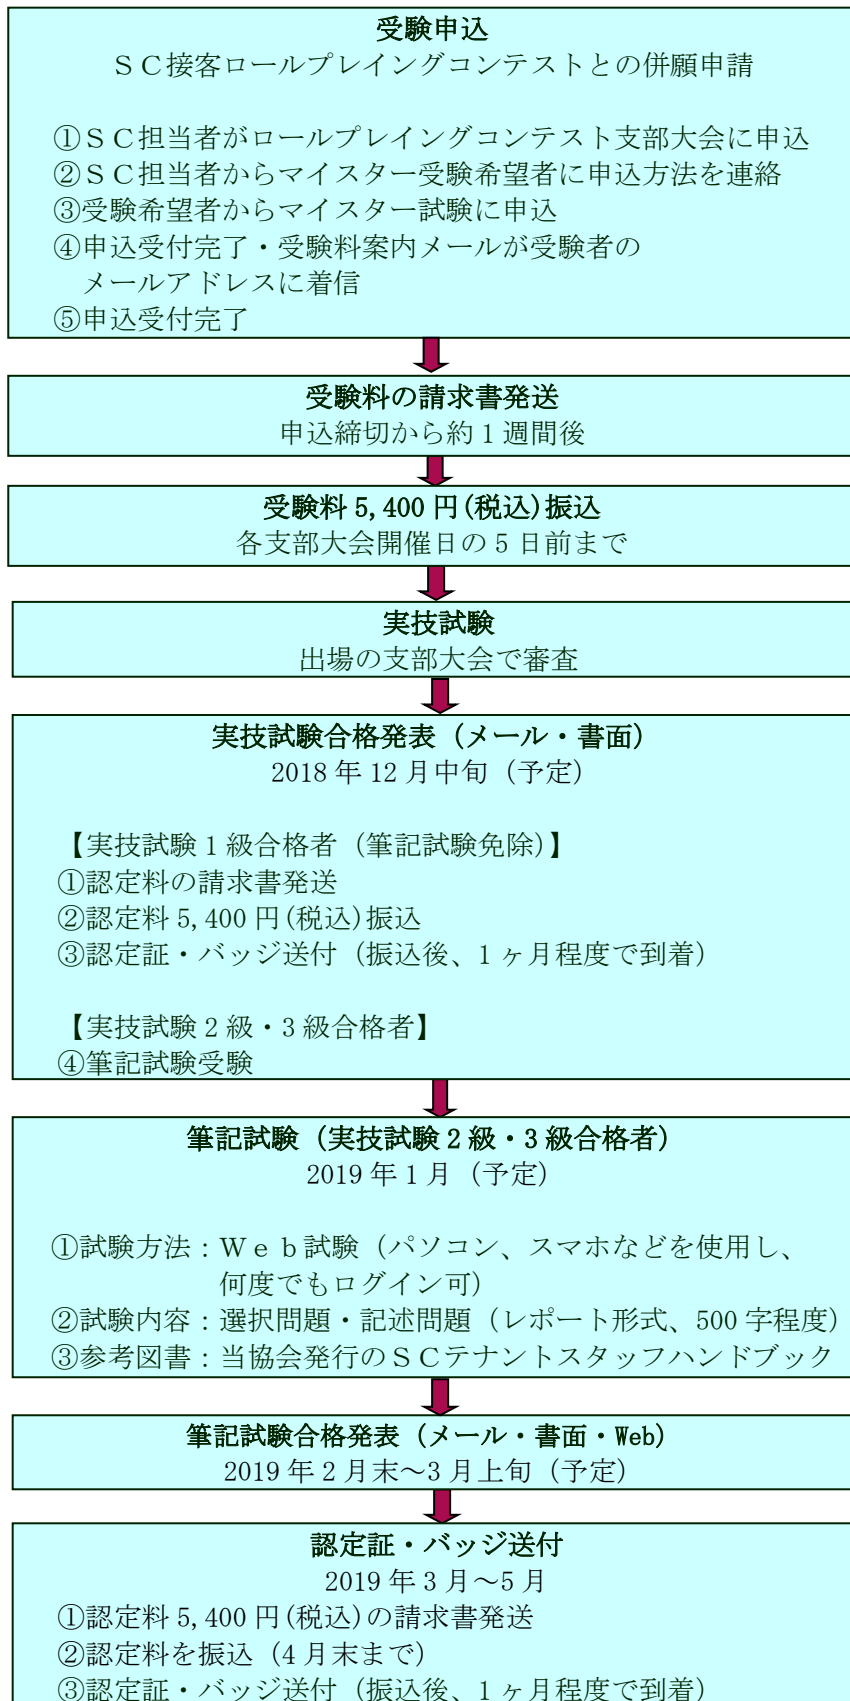 受験申込
ＳＣ接客ロールプレイングコンテストとの併願申請
①ＳＣ担当者がロールプレイングコンテスト支部大会に申込
②ＳＣ担当者からマイスター受験希望者に申込方法を連絡
③受験希望者からマイスター試験に申込
④申込受付完了・受験料案内メールが受験者の
メールアドレスに着信
⑤申込受付完了
受験料の請求書発送
申込締切から約1週間後
受験料 5,400 円(税込)振込
各支部大会開催日の 5 日前まで
実技試験
出場の支部大会で審査
実技試験合格発表（メール・書面）
2018 年 12 月中旬（予定）
【実技試験 1 級合格者（筆記試験免除）】
①認定料の請求書発送
②認定料 5,400 円(税込)振込
③認定証・バッジ送付（振込後、1 ヶ月程度で到着）
【実技試験 2 級・3 級合格者】
④筆記試験受験
筆記試験（実技試験 2 級・3 級合格者）
2019 年 1 月（予定）
①試験方法：Ｗｅｂ試験（パソコン、スマホなどを使用し、
何度でもログイン可）
②試験内容：選択問題・記述問題（レポート形式、500 字程度）
③参考図書：当協会発行のＳＣテナントスタッフハンドブック
筆記試験合格発表（メール・書面・Web）
2019 年 2 月末～3 月上旬（予定）
認定証・バッジ送付
2019 年 3 月～5 月
①認定料 5,400 円(税込)の請求書発送
②認定料を振込（4 月末まで）
③認定証・バッジ送付（振込後、1 ヶ月程度で到着）